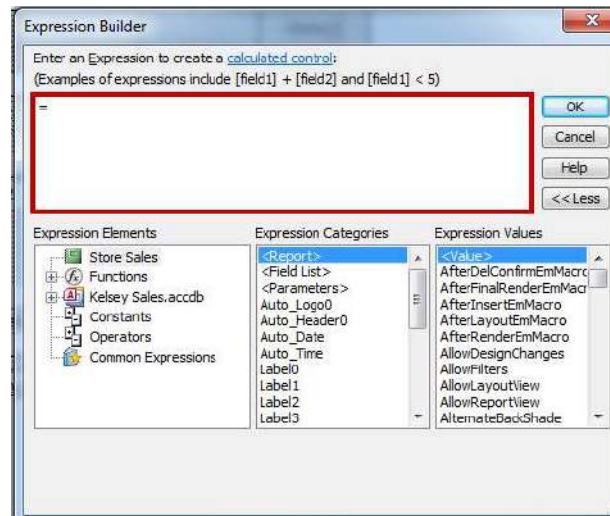 Expression Builder
Enter an Expression to create a calculated control:
(Examples of expressions include [field1] + [field2] and [field1] < 5)
=
OK
Cancel
Help
<< Less
Expression Elements
Store Sales
Functions
Kelsey Sales.accdb
Constants
Operators
Common Expressions
Expression Categories
<Report>
<Field List>
<Parameters>
Auto_Logo0
Auto_Header0
Auto_Date
Auto_Time
Label0
Label1
Label2
Label3
Expression Values
<Value>
AfterDelConfirmEmMacro
AfterFinalRenderEmMacr
AfterInsertEmMacro
AfterLayoutEmMacro
AfterRenderEmMacro
AllowDesignChanges
AllowFilters
AllowLayoutView
AllowReportView
AlternateBackShade